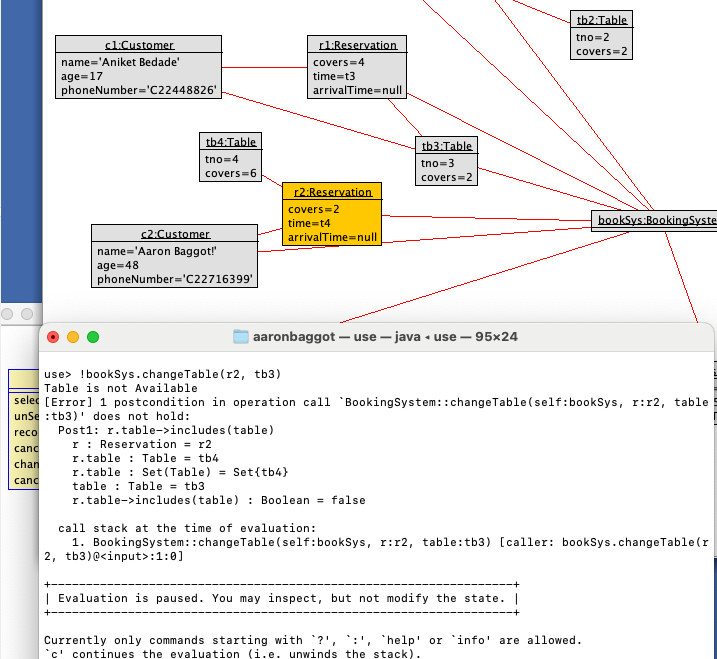 tb2:Table
tno=2
covers=2
c1:Customer
name='Aniket Bedade'
age=17
phoneNumber='C22448826'
r1:Reservation
covers=4
time=t3
arrivalTime=null
tb4:Table
tno=4
covers=6
tb3:Table
tno=3
covers=2
r2:Reservation
covers=2
time=t4
arrivalTime=null
bookSys:BookingSyste
c2:Customer
name='Aaron Baggot!'
age=48
phoneNumber='C22716399'
selec
unSe
reco
canc
chan
canc
aaronbaggot — use — java ◂ use — 95×24
use> !bookSys.changeTable(r2, tb3)
Table is not Available
[Error] 1 postcondition in operation call `BookingSystem::changeTable(self:bookSys, r:r2, table
:tb3)' does not hold:
  Post1: r.table->includes(table)
    r : Reservation = r2
    r.table : Table = tb4
    r.table : Set(Table) = Set{tb4}
    table : Table = tb3
    r.table->includes(table) : Boolean = false
  call stack at the time of evaluation:
    1. BookingSystem::changeTable(self:bookSys, r:r2, table:tb3) [caller: bookSys.changeTable(r
2, tb3)@<input>:1:0]
+------------------------------------------------------------------+
| Evaluation is paused. You may inspect, but not modify the state. |
+------------------------------------------------------------------+
Currently only commands starting with `?', `:', `help' or `info' are allowed.
`c' continues the evaluation (i.e. unwinds the stack).